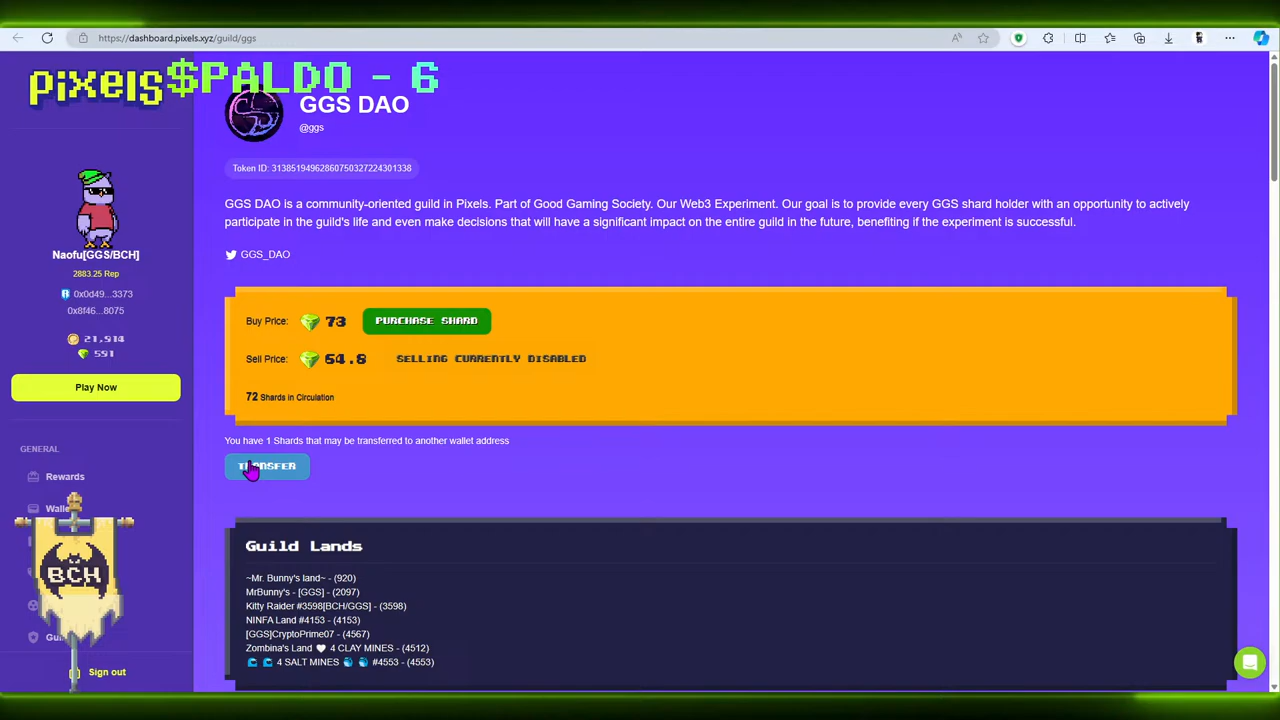 https://dashboard.pixels.xyz/guild/ggs
pixels
$PALDO - 6
GGS DAO
@ggs
Token ID: 31385194962860750327224301338
GGS DAO is a community-oriented guild in Pixels. Part of Good Gaming Society. Our Web3 Experiment. Our goal is to provide every GGS shard holder with an opportunity to actively
participate in the guild's life and even make decisions that will have a significant impact on the entire guild in the future, benefiting if the experiment is successful.
GGS_DAO
Naofu[GGS/BCH]
2883.25 Rep
0x0d49...3373
0x8f46...8075
21,914
591
Play Now
GENERAL
Rewards
Walle
Gu
BCH
Sign out
Buy Price: 73 PURCHASE SHARD
Sell Price: 54.8 SELLING CURRENTLY DISABLED
72 Shards in Circulation
You have 1 Shards that may be transferred to another wallet address
TRANSFER
Guild Lands
~Mr. Bunny's land~ - (920)
MrBunny's - [GGS] - (2097)
Kitty Raider #3598[BCH/GGS] - (3598)
NINFA Land #4153 - (4153)
[GGS]CryptoPrime07 - (4567)
Zombina's Land 🤍 4 CLAY MINES - (4512)
🌊 🌊 4 SALT MINES 🌏 🌏 #4553 - (4553)